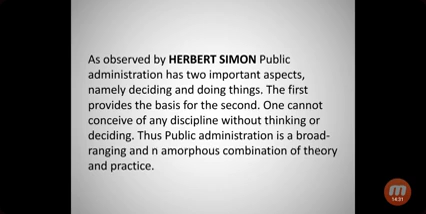 As observed by HERBERT SIMON Public
administration has two important aspects,
namely deciding and doing things. The first
provides the basis for the second. One cannot
conceive of any discipline without thinking or
deciding. Thus Public administration is a broad-
ranging and n amorphous combination of theory
and practice.
m
14:31